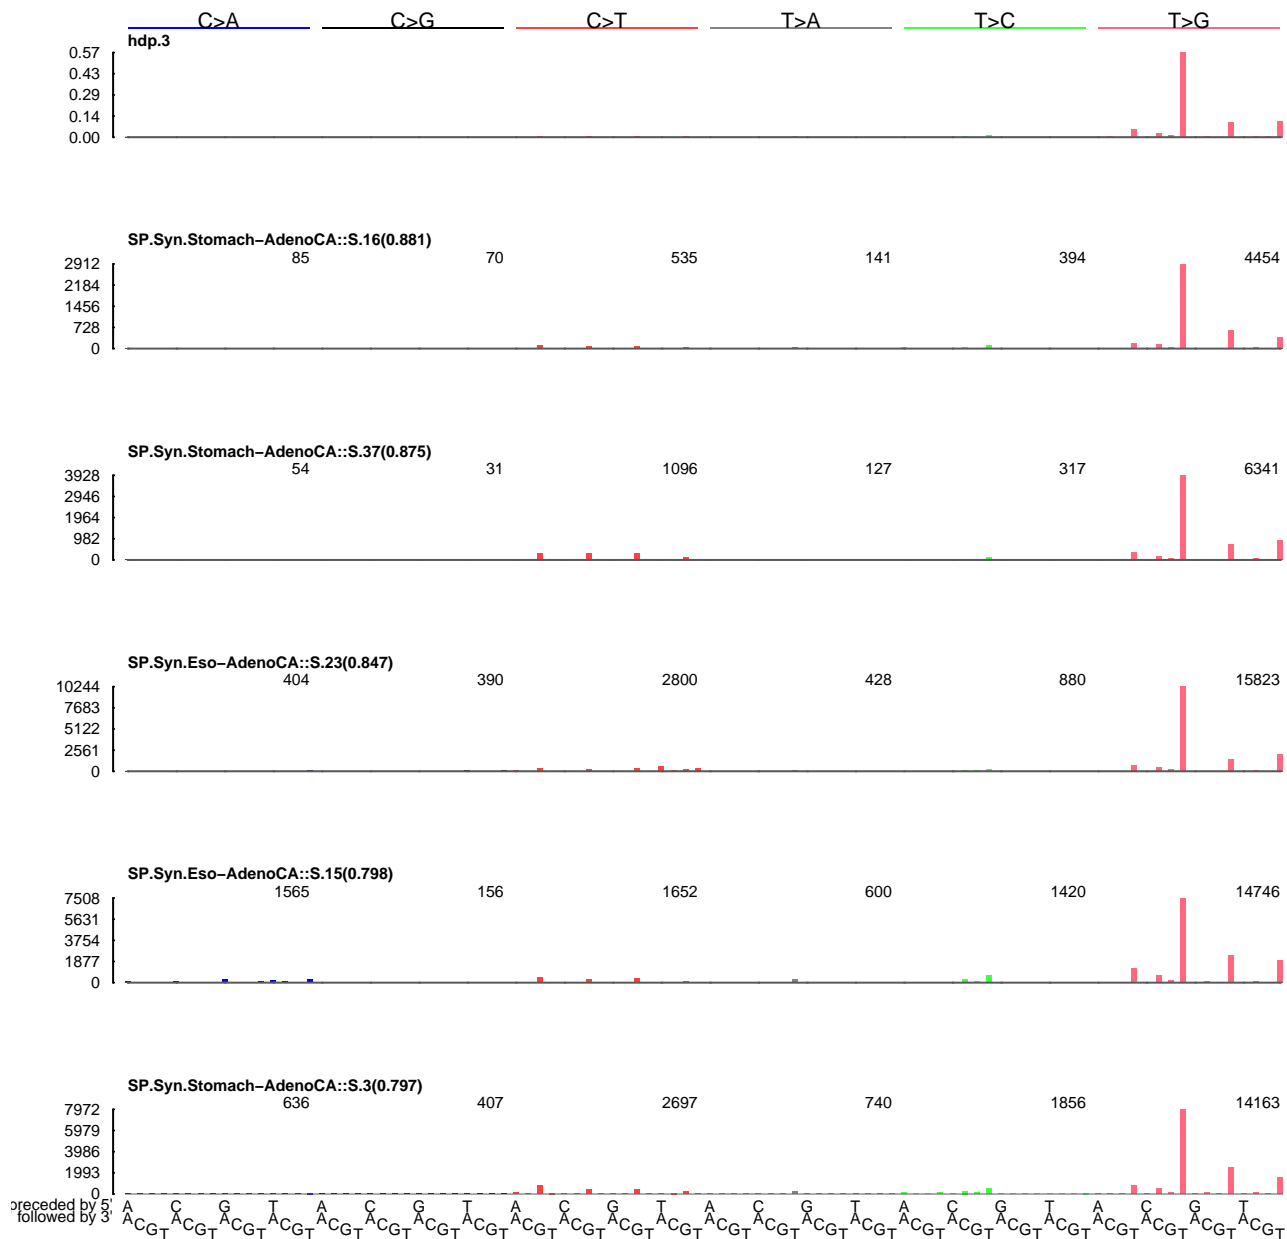 C>A C>G C>T T>A T>C T>G
hdp.3
0.57
0.43
0.29
0.14
0.00
SP.Syn.Stomach−AdenoCA::S.16(0.881)
85 70 535 141 394 4454
2912
2184
1456
728
0
SP.Syn.Stomach−AdenoCA::S.37(0.875)
54 31 1096 127 317 6341
3928
2946
1964
982
0
SP.Syn.Eso−AdenoCA::S.23(0.847)
404 390 2800 428 880 15823
10244
7683
5122
2561
0
SP.Syn.Eso−AdenoCA::S.15(0.798)
1565 156 1652 600 1420 14746
7508
5631
3754
1877
0
SP.Syn.Stomach−AdenoCA::S.3(0.797)
636 407 2697 740 1856 14163
7972
5979
3986
1993
0
preceded by 5' A C G T A C G T A C G T A C G T A C G T A C G T
followed by 3' A C G T A C G T A C G T A C G T A C G T A C G T A C G T A C G T A C G T A C G T A C G T A C G T A C G T A C G T A C G T A C G T A C G T A C G T A C G T A C G T A C G T A C G T A C G T A C G T